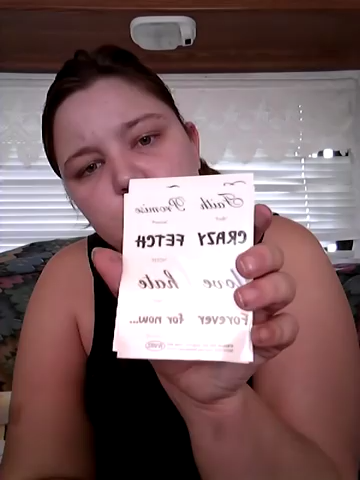 Faith Promise
CRAZY FETCH
love hate
Forever for now...